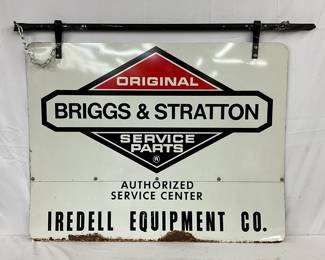 ORIGINAL
BRIGGS & STRATTON
SERVICE
PARTS
®
AUTHORIZED
SERVICE CENTER
IREDELL EQUIPMENT CO.